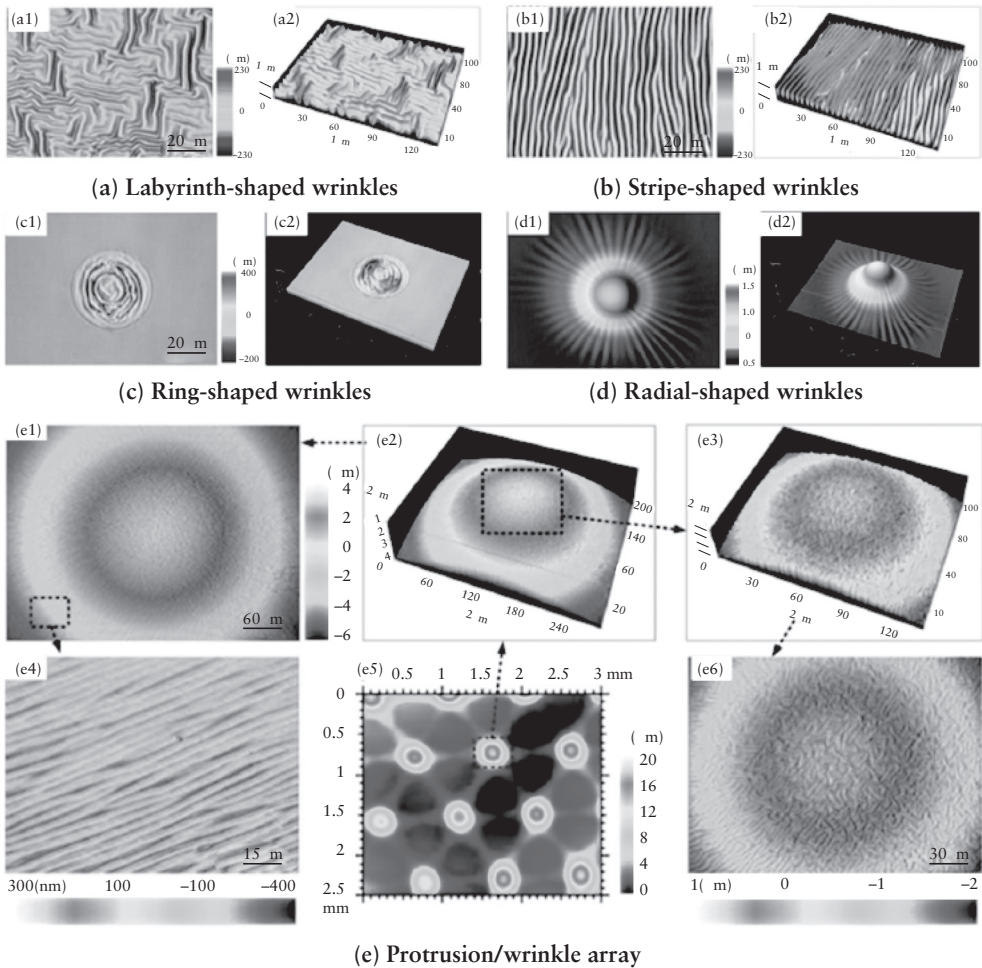 (a1)
( m)
230
0
−230
20 m
(a2)
1 m
0
30
60
90
120
1 m
10
40
80
100
(b1)
( m)
230
0
−230
20 m
(b2)
1 m
0
30
60
90
120
1 m
10
40
80
100
(a) Labyrinth-shaped wrinkles
(b) Stripe-shaped wrinkles
(c1)
( m)
400
0
−200
20 m
(c2)
(d1)
( m)
1.5
1.0
0.5
(d2)
(c) Ring-shaped wrinkles
(d) Radial-shaped wrinkles
(e1)
( m)
4
2
0
−2
−4
−6
60 m
(e2)
2 m
1
2
3
4
0
60
120
180
240
2 m
20
60
140
200
(e3)
2 m
0
30
60
90
120
2 m
10
40
80
100
(e4)
15 m
300(nm) 100 −100 −400
(e5)
0.5 1 1.5 2 2.5 3 mm
0
0.5
1
1.5
2
2.5
mm
( m)
20
16
12
8
4
0
(e6)
30 m
1( m) 0 −1 −2
(e) Protrusion/wrinkle array